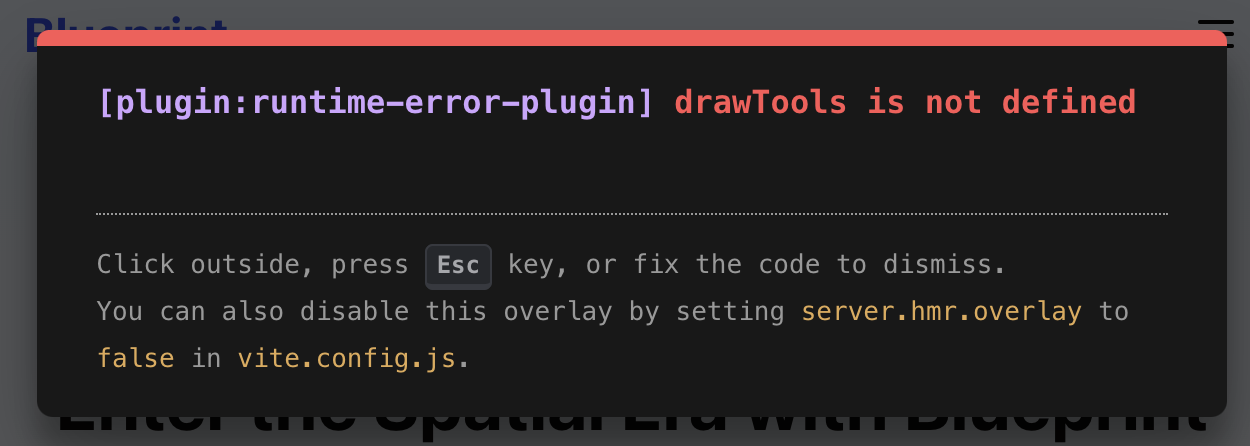 Blueprint
[plugin:runtime-error-plugin] drawTools is not defined
Click outside, press Esc key, or fix the code to dismiss.
You can also disable this overlay by setting server.hmr.overlay to
false in vite.config.js.
Enter the Spatial Era with Blueprint